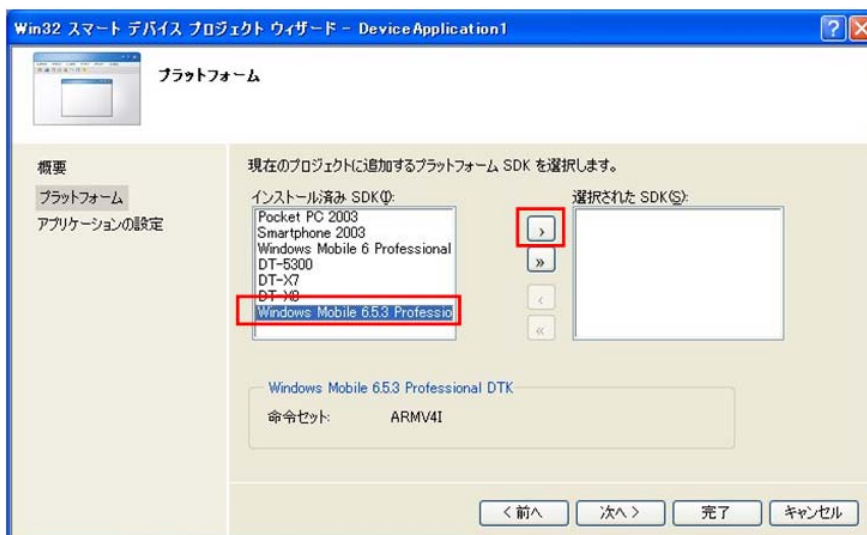 Win32 スマート デバイス プロジェクト ウィザード - DeviceApplication1
プラットフォーム
概要
プラットフォーム
アプリケーションの設定
現在のプロジェクトに追加するプラットフォーム SDK を選択します。
インストール済み SDK(I):
選択された SDK(S):
Pocket PC 2003
Smartphone 2003
Windows Mobile 6 Professional
DT-5300
DT-X7
DT-X8
Windows Mobile 6.5.3 Professio
›
»
‹
«
Windows Mobile 6.5.3 Professional DTK
命令セット: ARMV4I
< 前へ
次へ >
完了
キャンセル